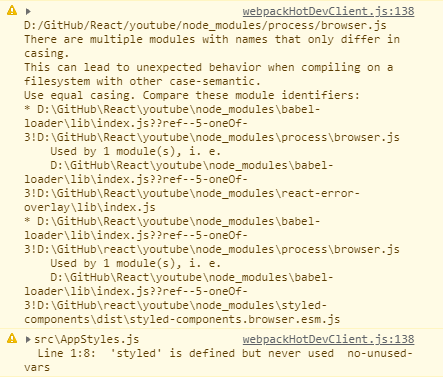 webpackHotDevClient.js:138
D:/GitHub/React/youtube/node_modules/process/browser.js
There are multiple modules with names that only differ in
casing.
This can lead to unexpected behavior when compiling on a
filesystem with other case-semantic.
Use equal casing. Compare these module identifiers:
* D:\GitHub\React\youtube\node_modules\babel-
loader\lib\index.js??ref--5-oneOf-
3!D:\GitHub\React\youtube\node_modules\process\browser.js
Used by 1 module(s), i. e.
D:\GitHub\React\youtube\node_modules\babel-
loader\lib\index.js??ref--5-oneOf-
3!D:\GitHub\React\youtube\node_modules\react-error-
overlay\lib\index.js
* D:\GitHub\React\youtube\node_modules\babel-
loader\lib\index.js??ref--5-oneOf-
3!D:\GitHub\react\youtube\node_modules\process\browser.js
Used by 1 module(s), i. e.
D:\GitHub\React\youtube\node_modules\babel-
loader\lib\index.js??ref--5-oneOf-
3!D:\GitHub\react\youtube\node_modules\styled-
components\dist\styled-components.browser.esm.js
src\AppStyles.js webpackHotDevClient.js:138
Line 1:8: 'styled' is defined but never used no-unused-
vars